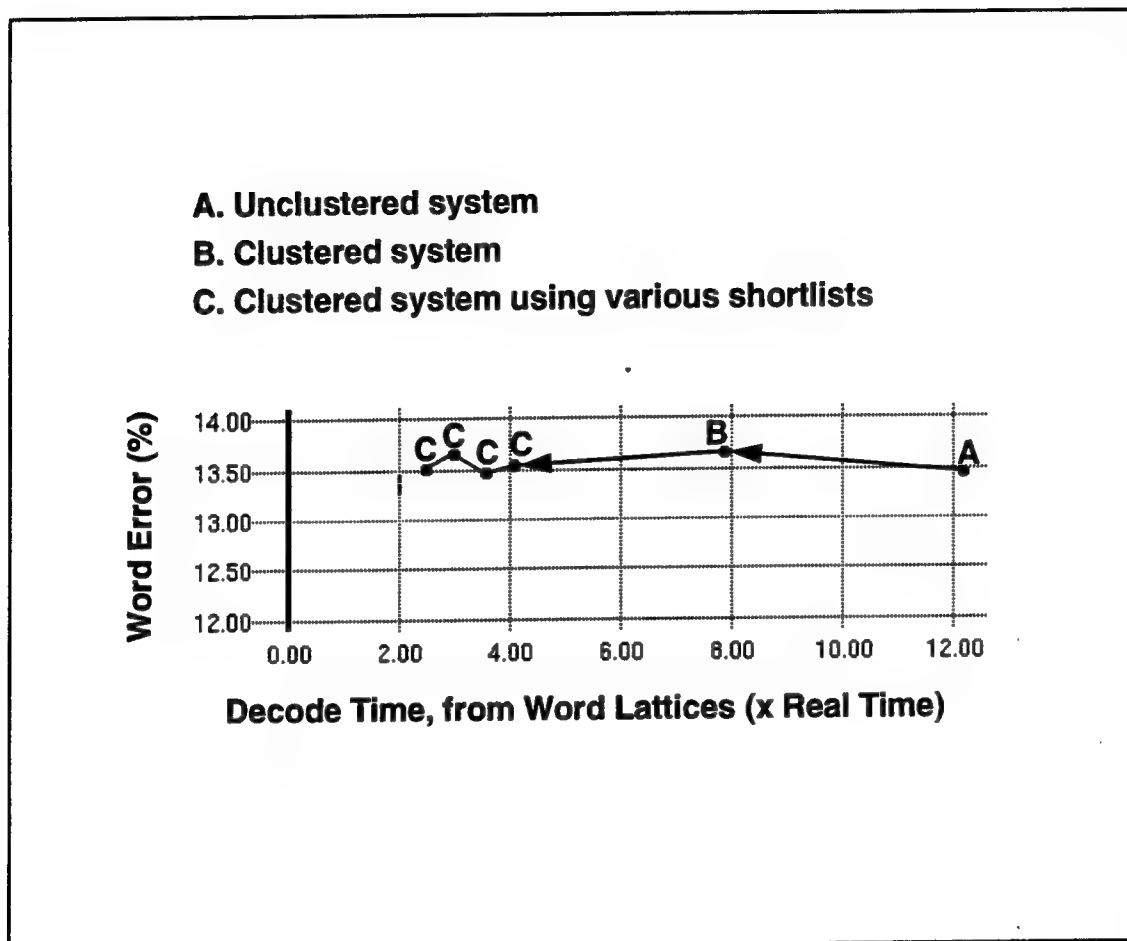 A. Unclustered system
B. Clustered system
C. Clustered system using various shortlists
Word Error (%)
14.00
13.50
13.00
12.50
12.00
C
C
C
C
B
A
0.00
2.00
4.00
6.00
8.00
10.00
12.00
Decode Time, from Word Lattices (x Real Time)